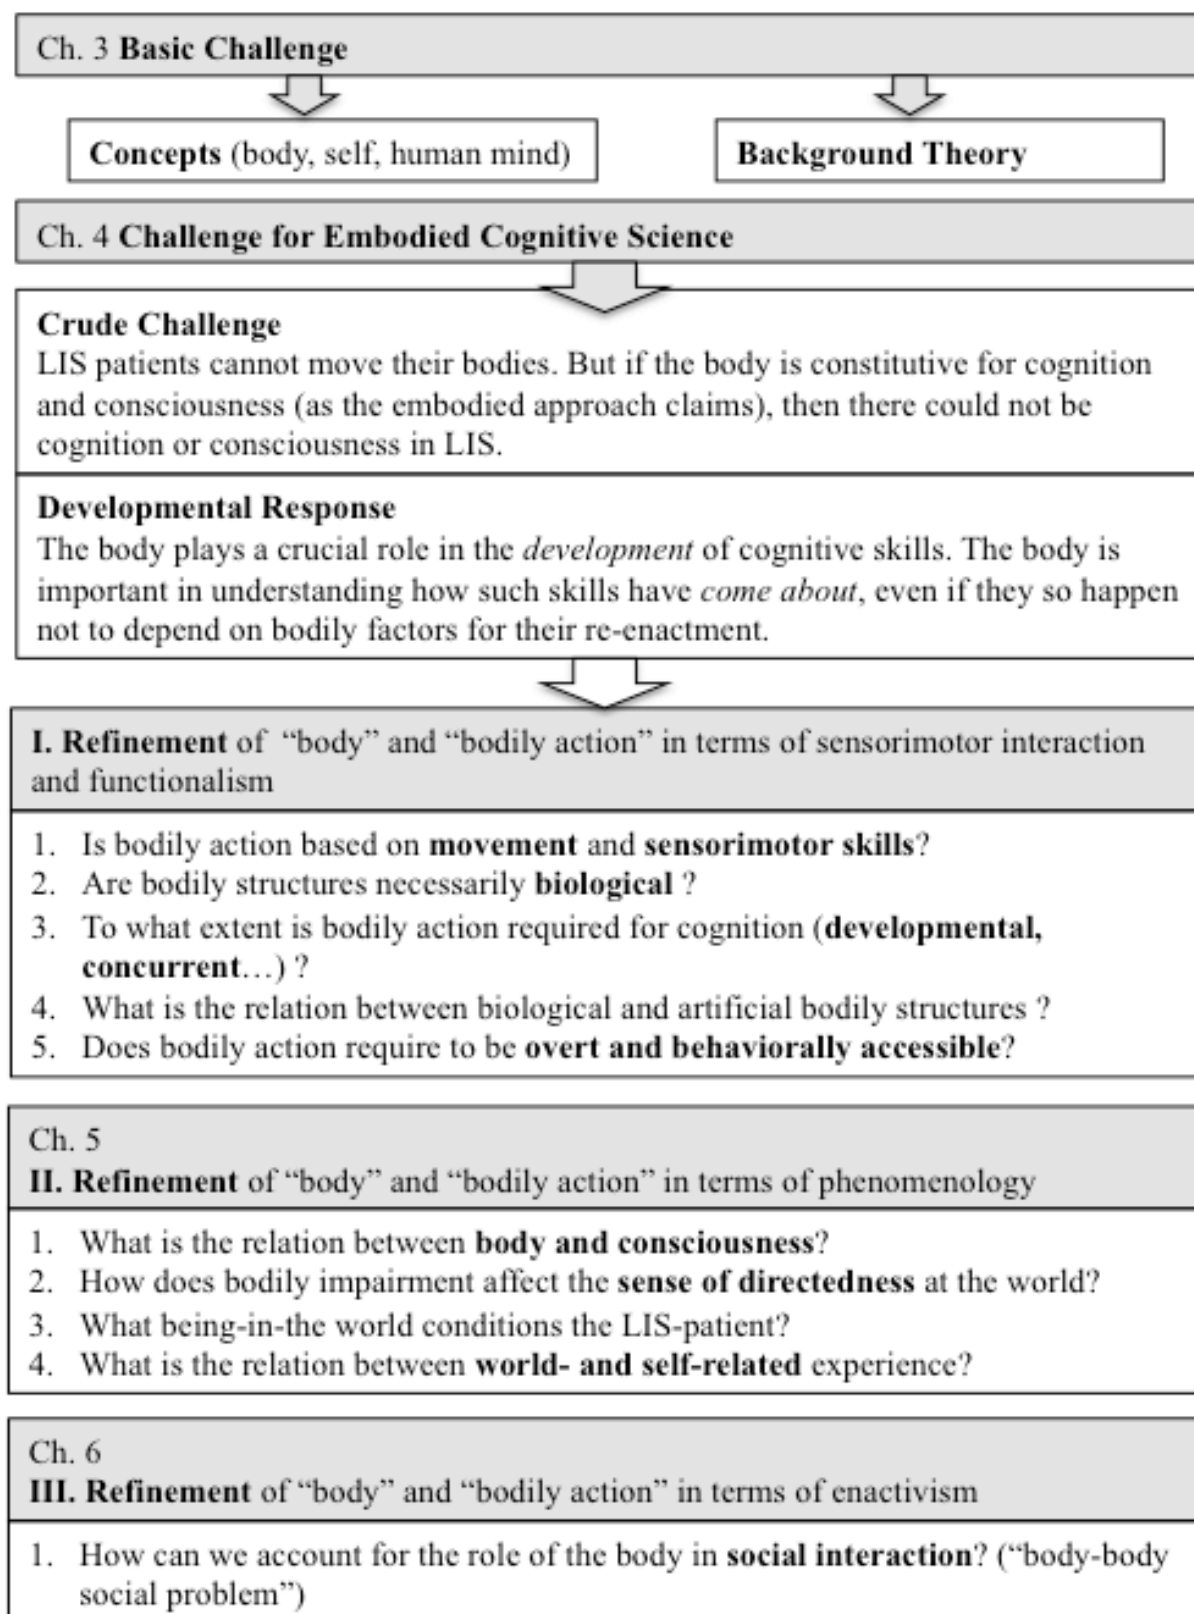 Ch. 3 Basic Challenge
Concepts (body, self, human mind)
Background Theory
Ch. 4 Challenge for Embodied Cognitive Science
Crude Challenge
LIS patients cannot move their bodies. But if the body is constitutive for cognition
and consciousness (as the embodied approach claims), then there could not be
cognition or consciousness in LIS.
Developmental Response
The body plays a crucial role in the development of cognitive skills. The body is
important in understanding how such skills have come about, even if they so happen
not to depend on bodily factors for their re-enactment.
I. Refinement of “body” and “bodily action” in terms of sensorimotor interaction
and functionalism
1. Is bodily action based on movement and sensorimotor skills?
2. Are bodily structures necessarily biological ?
3. To what extent is bodily action required for cognition (developmental,
concurrent…) ?
4. What is the relation between biological and artificial bodily structures ?
5. Does bodily action require to be overt and behaviorally accessible?
Ch. 5
II. Refinement of “body” and “bodily action” in terms of phenomenology
1. What is the relation between body and consciousness?
2. How does bodily impairment affect the sense of directedness at the world?
3. What being-in-the world conditions the LIS-patient?
4. What is the relation between world- and self-related experience?
Ch. 6
III. Refinement of “body” and “bodily action” in terms of enactivism
1. How can we account for the role of the body in social interaction? (“body-body
social problem”)